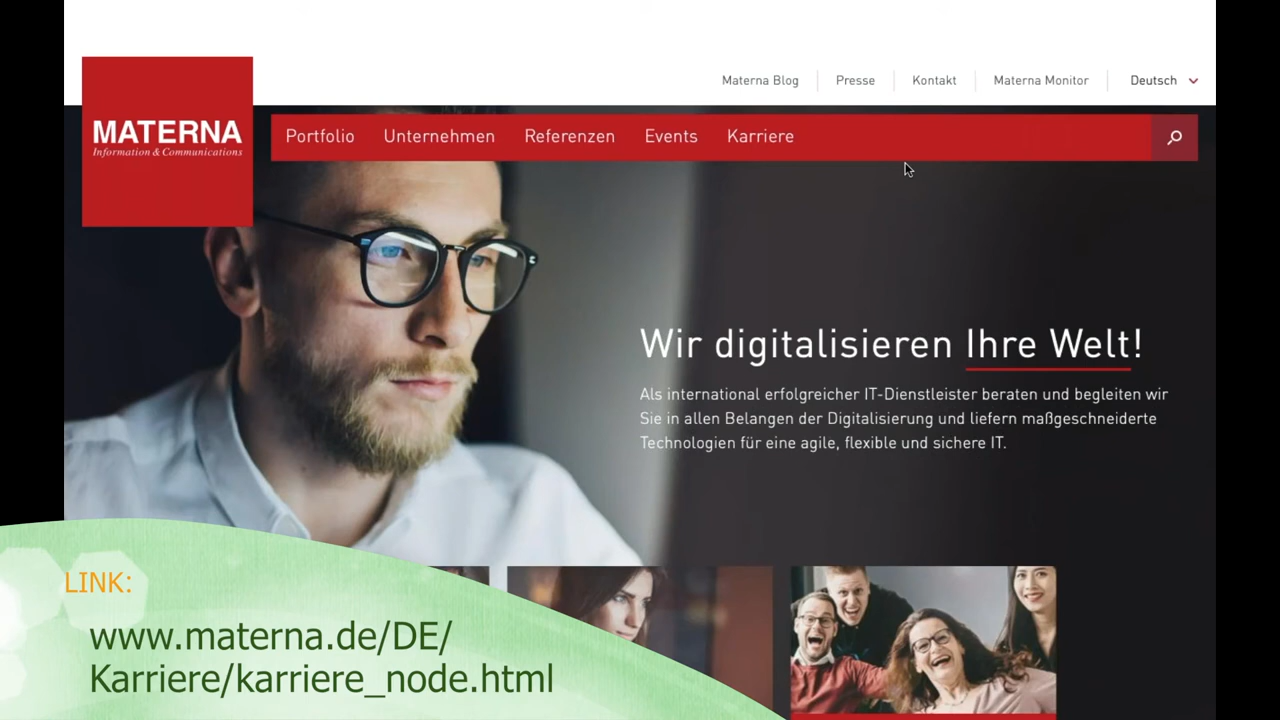 Materna Blog Presse Kontakt Materna Monitor Deutsch
MATERNA
Information & Communications
Portfolio Unternehmen Referenzen Events Karriere
Wir digitalisieren Ihre Welt!
Als international erfolgreicher IT-Dienstleister beraten und begleiten wir
Sie in allen Belangen der Digitalisierung und liefern maßgeschneiderte
Technologien für eine agile, flexible und sichere IT.
LINK:
www.materna.de/DE/
Karriere/karriere_node.html